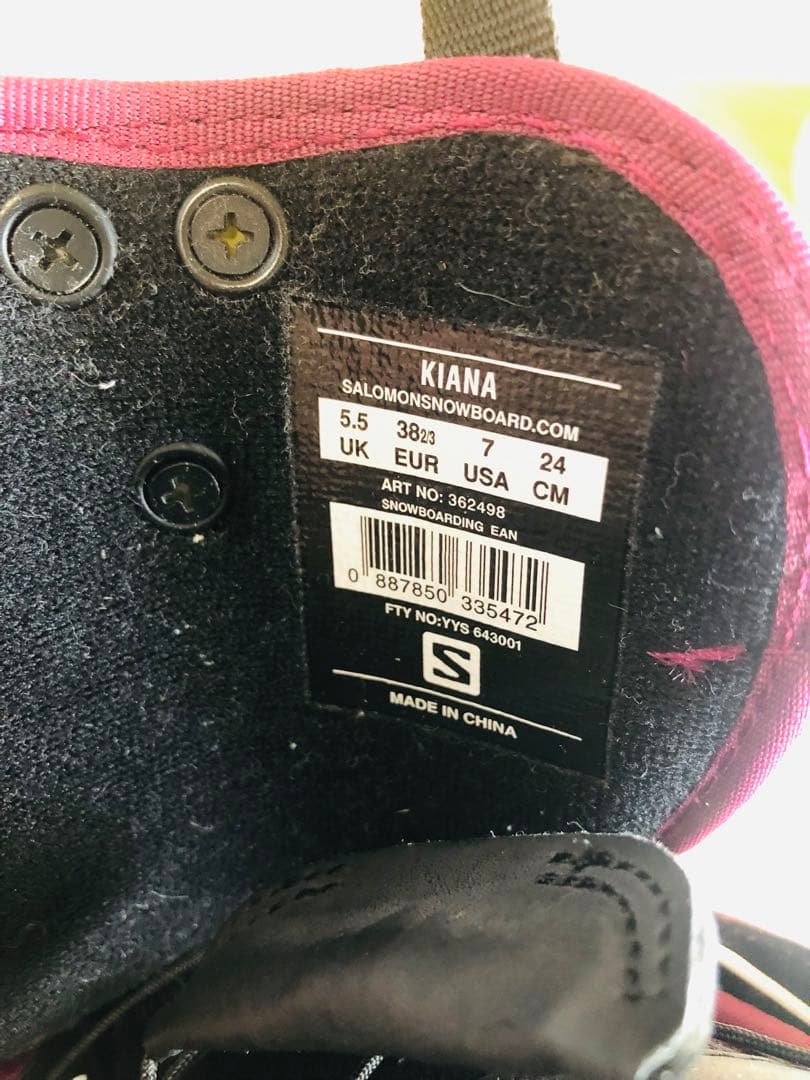 KIANA
SALOMONSNOWBOARD.COM
5.5 38 2/3 7 24
UK EUR USA CM
ART NO: 362498
SNOWBOARDING EAN
0 887850 335472
FTY NO:YYS 643001
S
MADE IN CHINA